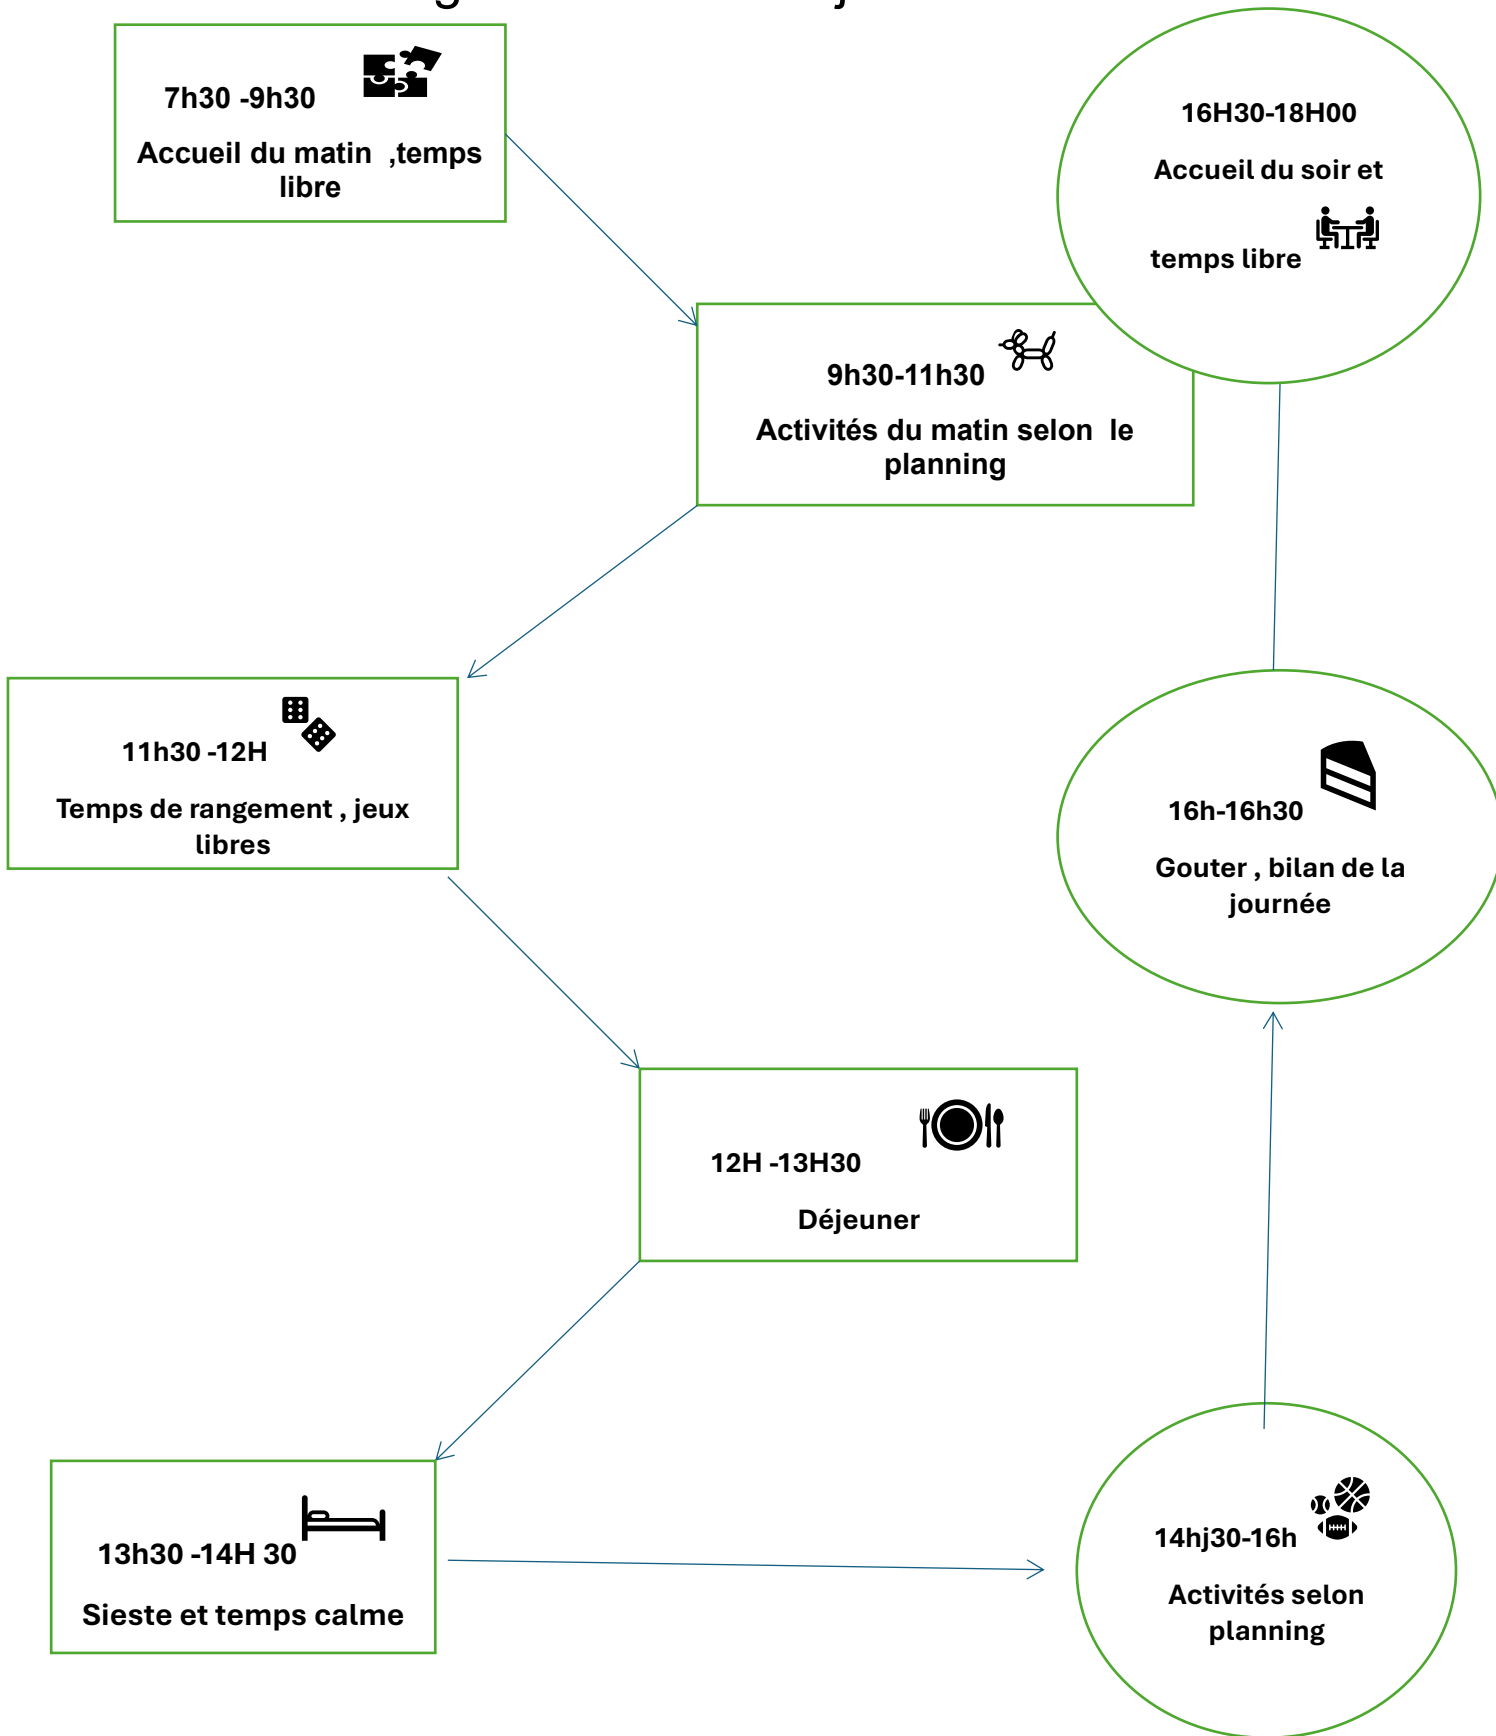 7h30 -9h30
Accueil du matin ,temps
libre
9h30-11h30
Activités du matin selon le
planning
11h30 -12H
Temps de rangement , jeux
libres
12H -13H30
Déjeuner
13h30 -14H 30
Sieste et temps calme
14hj30-16h
Activités selon
planning
16h-16h30
Gouter , bilan de la
journée
16H30-18H00
Accueil du soir et
temps libre